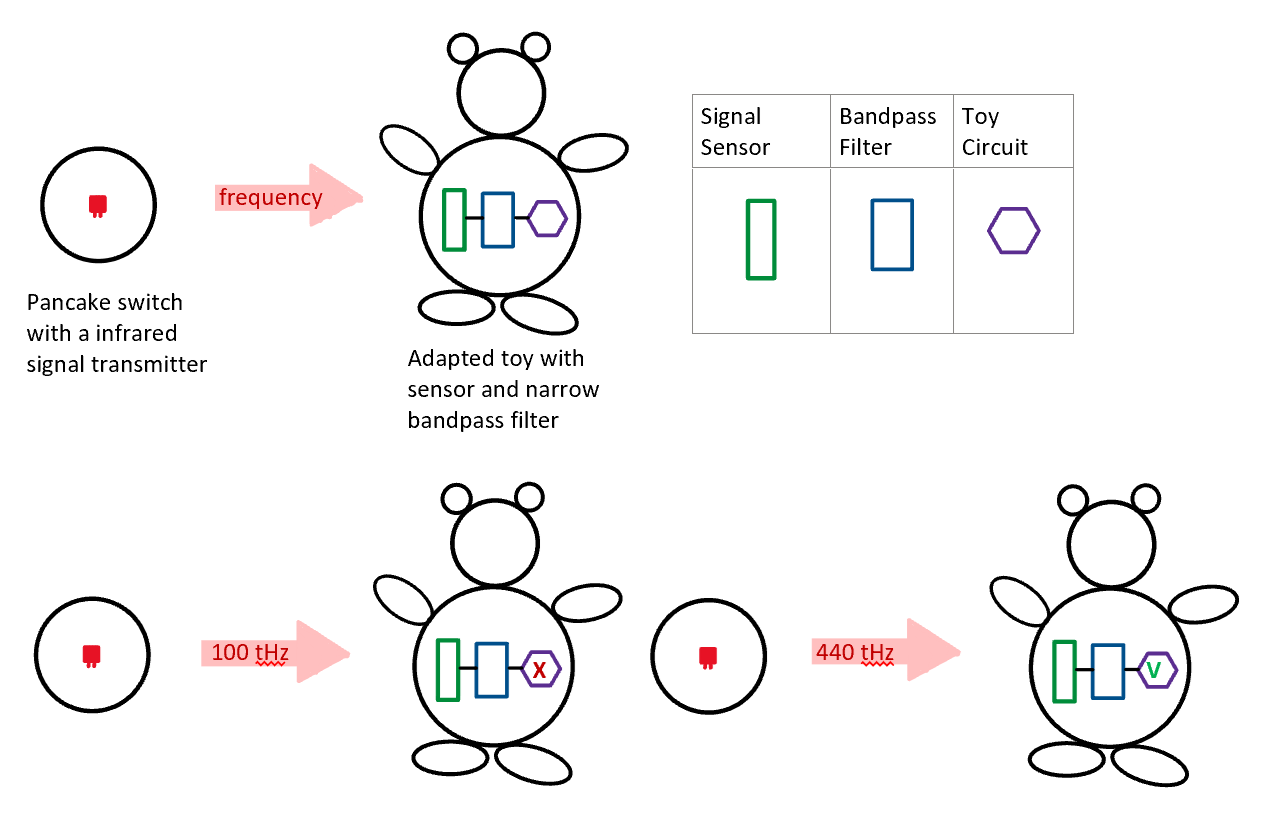 frequency
Pancake switch
with a infrared
signal transmitter
Adapted toy with
sensor and narrow
bandpass filter
Signal
Sensor
Bandpass
Filter
Toy
Circuit
100 tHz
X
440 tHz
V